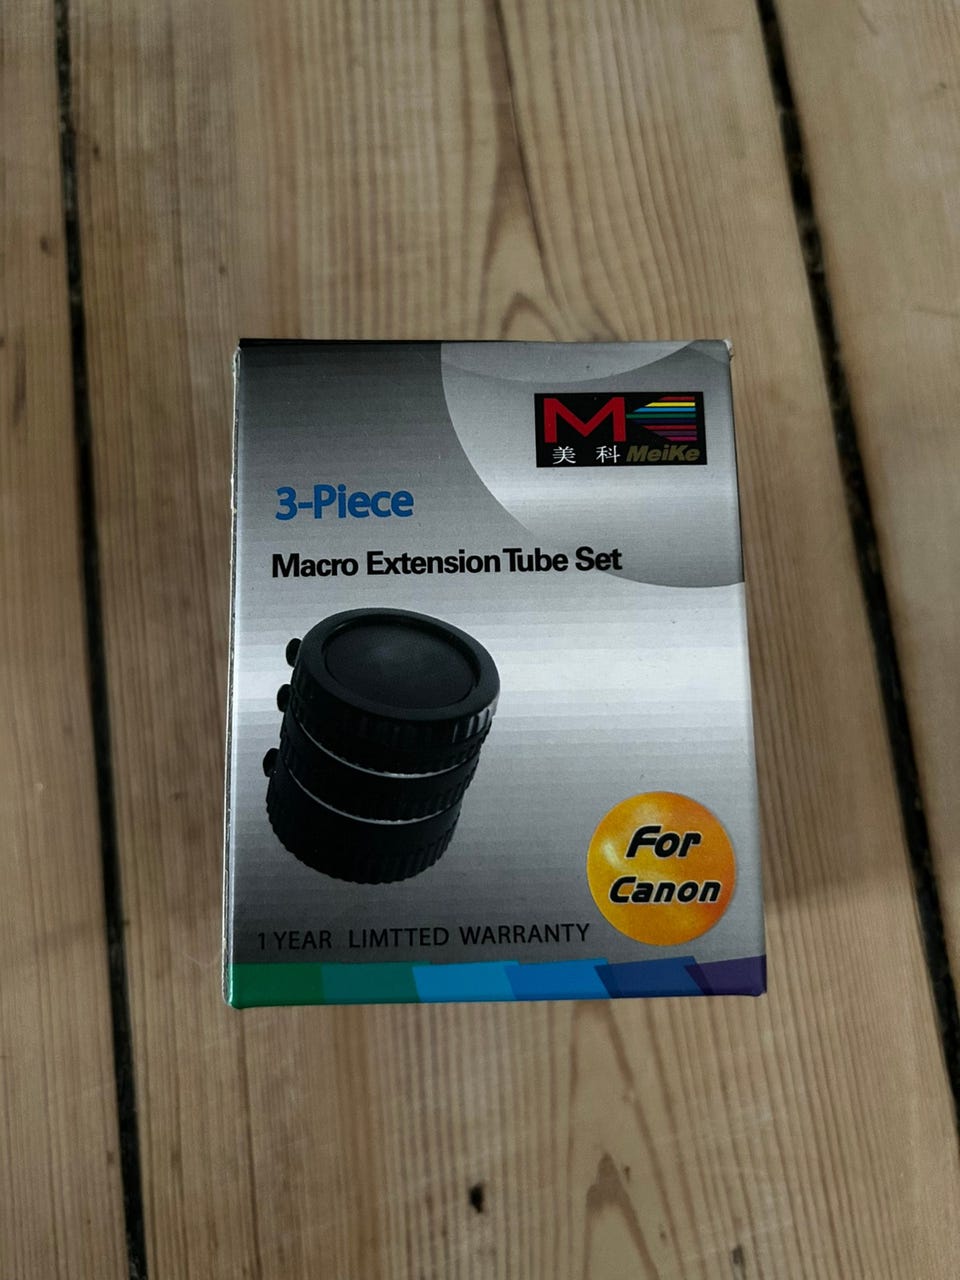 M
美科 MeiKe
3-Piece
Macro Extension Tube Set
For
Canon
1 YEAR LIMTTED WARRANTY